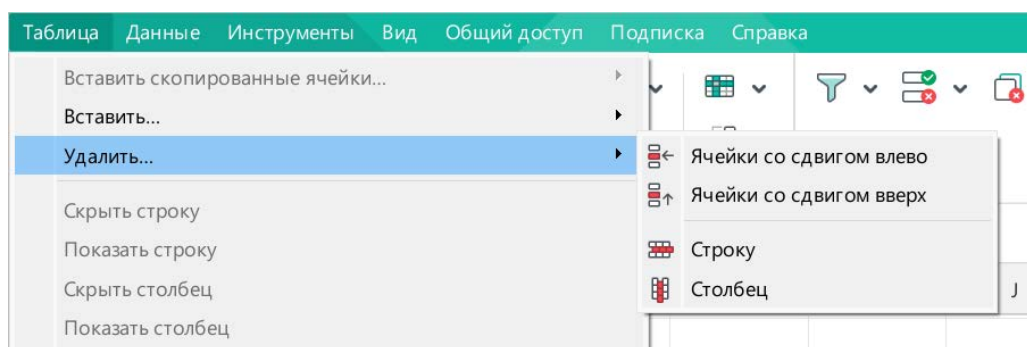 Таблица Данные Инструменты Вид Общий доступ Подписка Справка
Вставить скопированные ячейки...
Вставить...
Удалить...
Ячейки со сдвигом влево
Ячейки со сдвигом вверх
Скрыть строку
Показать строку
Строку
Скрыть столбец
Столбец
J
Показать столбец